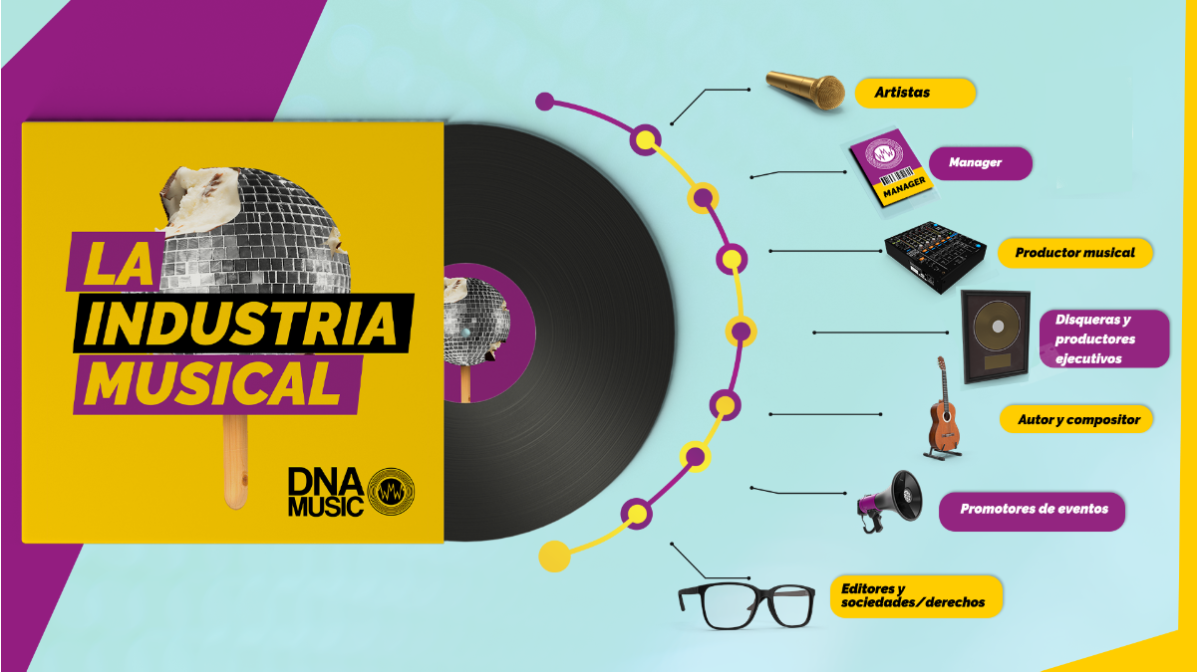 LA
INDUSTRIA
MUSICAL
DNA
MUSIC
Artistas
MANAGER
Manager
Productor musical
Disqueras y
productores
ejecutivos
Autor y compositor
Promotores de eventos
Editores y
sociedades/derechos